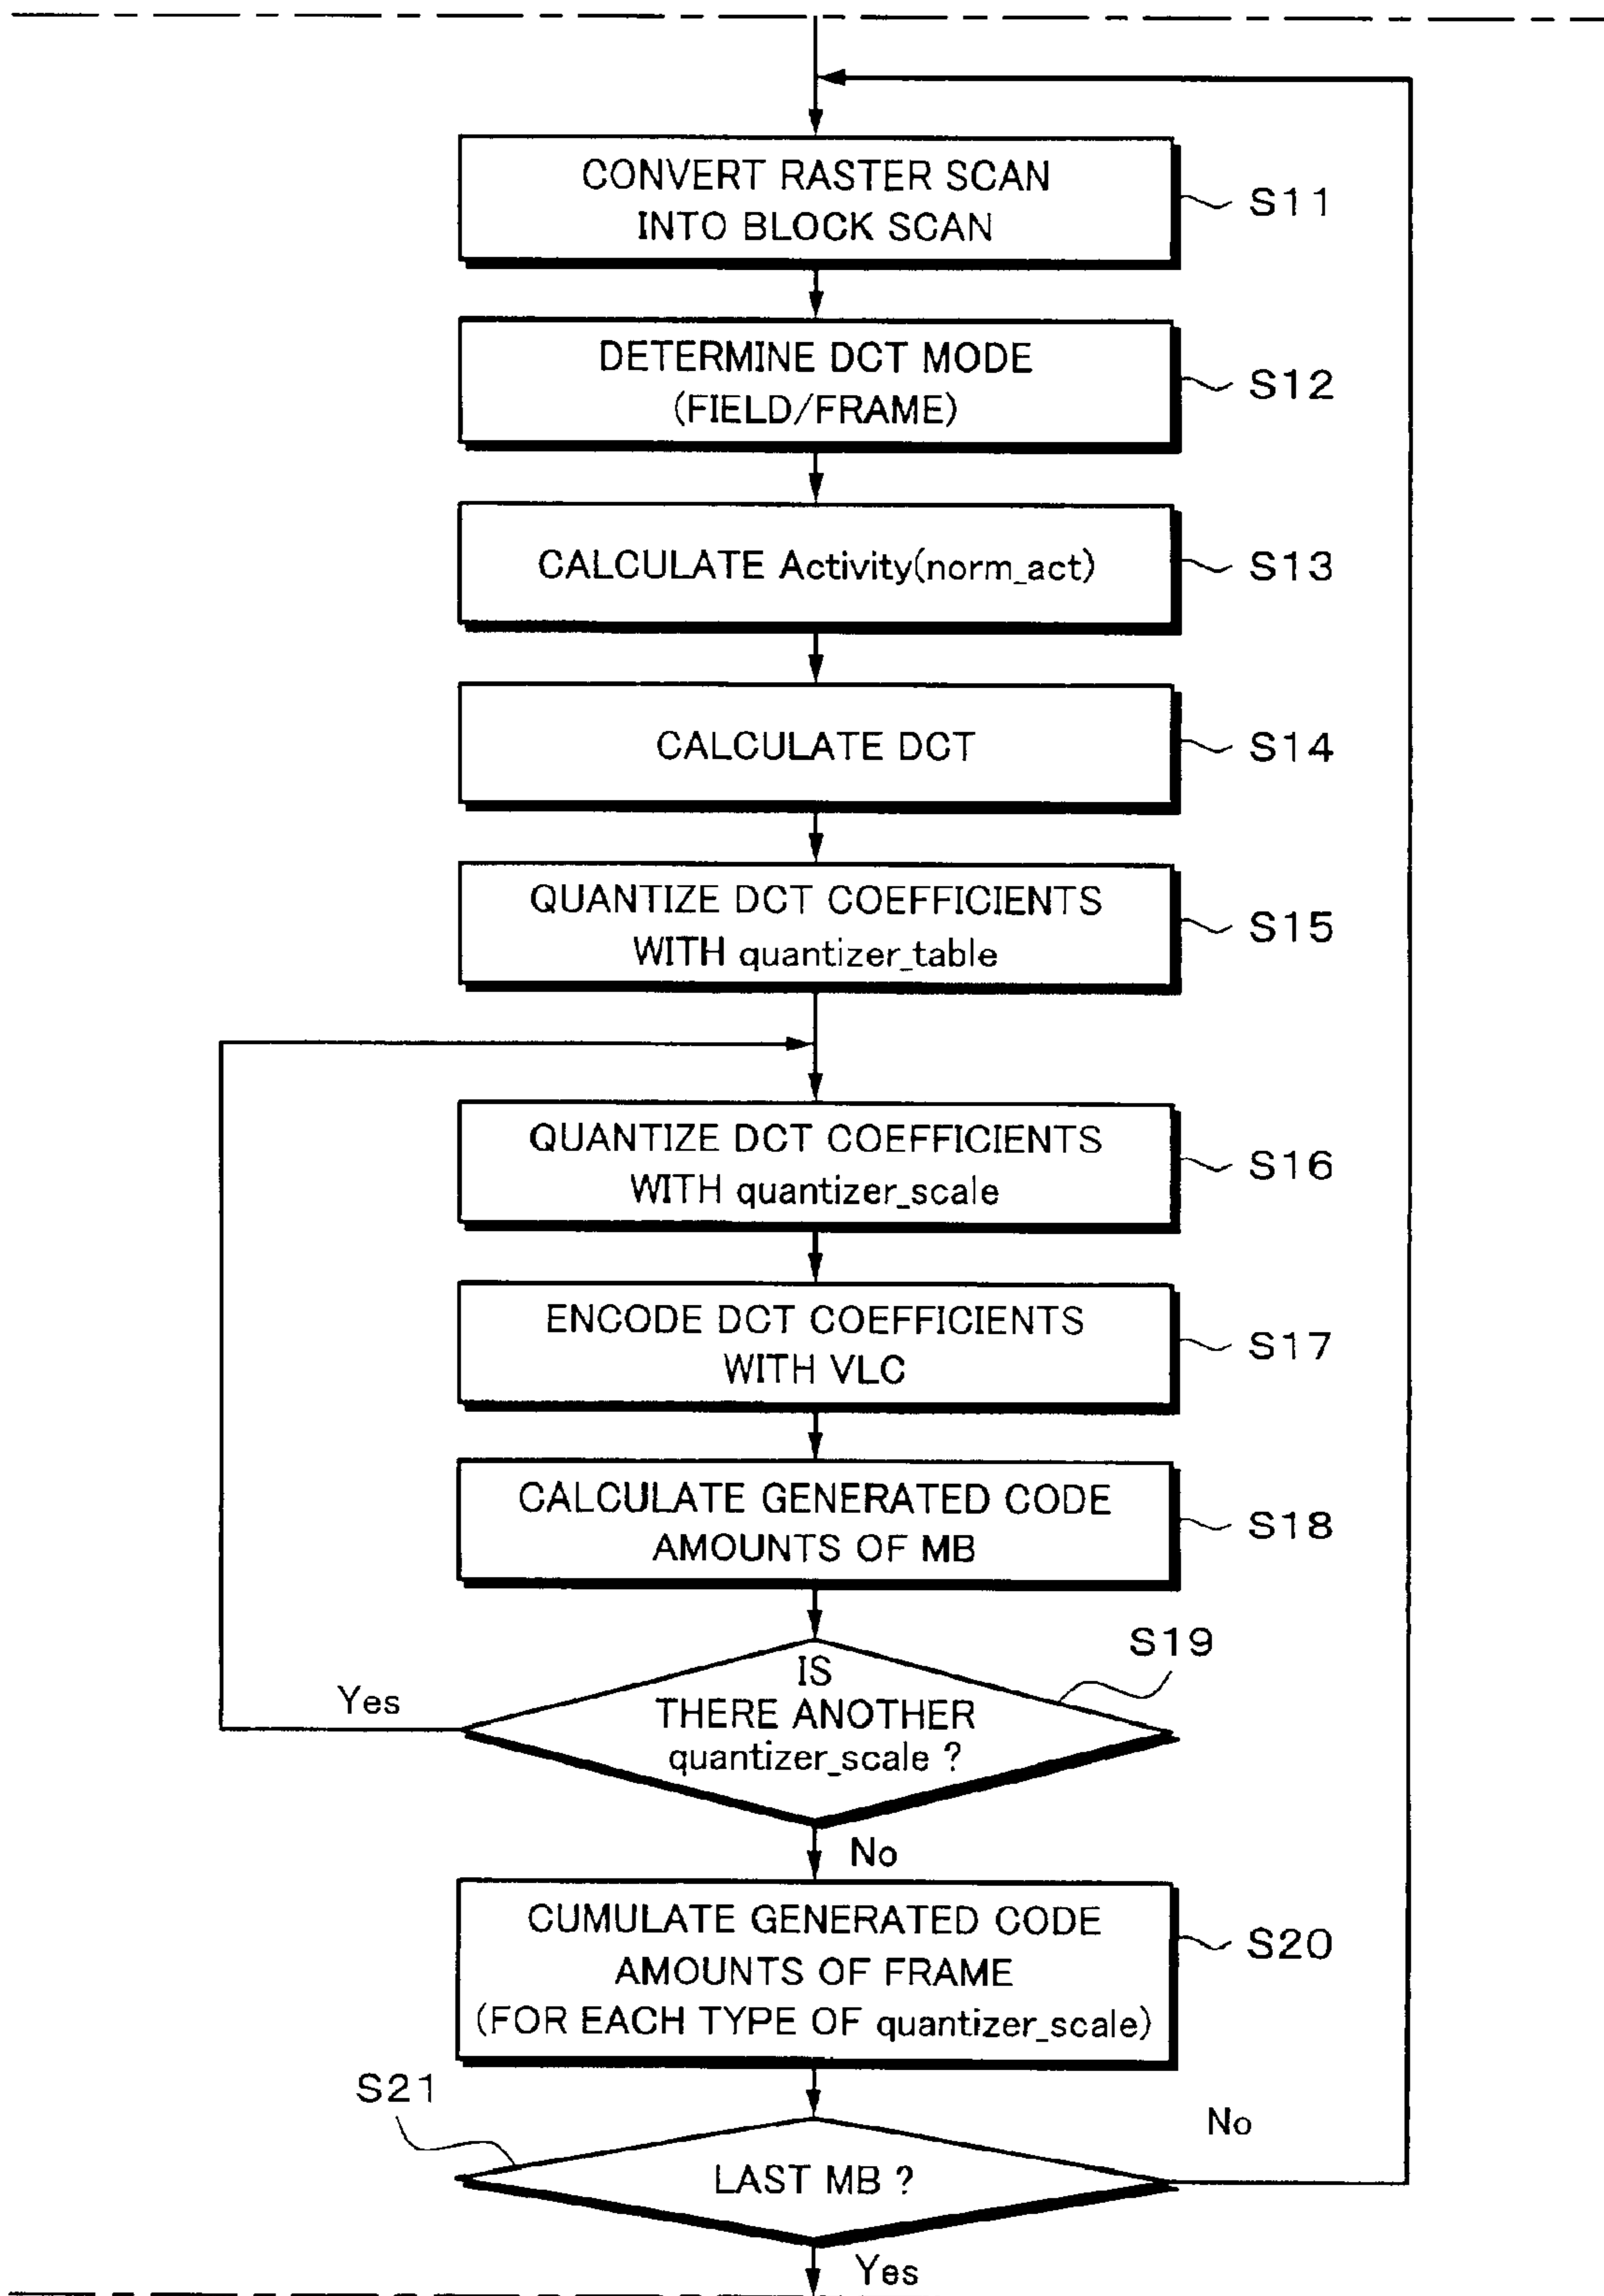 CONVERT RASTER SCAN
INTO BLOCK SCAN
S11
DETERMINE DCT MODE
(FIELD/FRAME)
S12
CALCULATE Activity(norm_act)
S13
CALCULATE DCT
S14
QUANTIZE DCT COEFFICIENTS
WITH quantizer_table
S15
QUANTIZE DCT COEFFICIENTS
WITH quantizer_scale
S16
ENCODE DCT COEFFICIENTS
WITH VLC
S17
CALCULATE GENERATED CODE
AMOUNTS OF MB
S18
S19
IS
THERE ANOTHER
quantizer_scale ?
Yes
No
CUMULATE GENERATED CODE
AMOUNTS OF FRAME
(FOR EACH TYPE OF quantizer_scale)
S20
S21
LAST MB ?
No
Yes